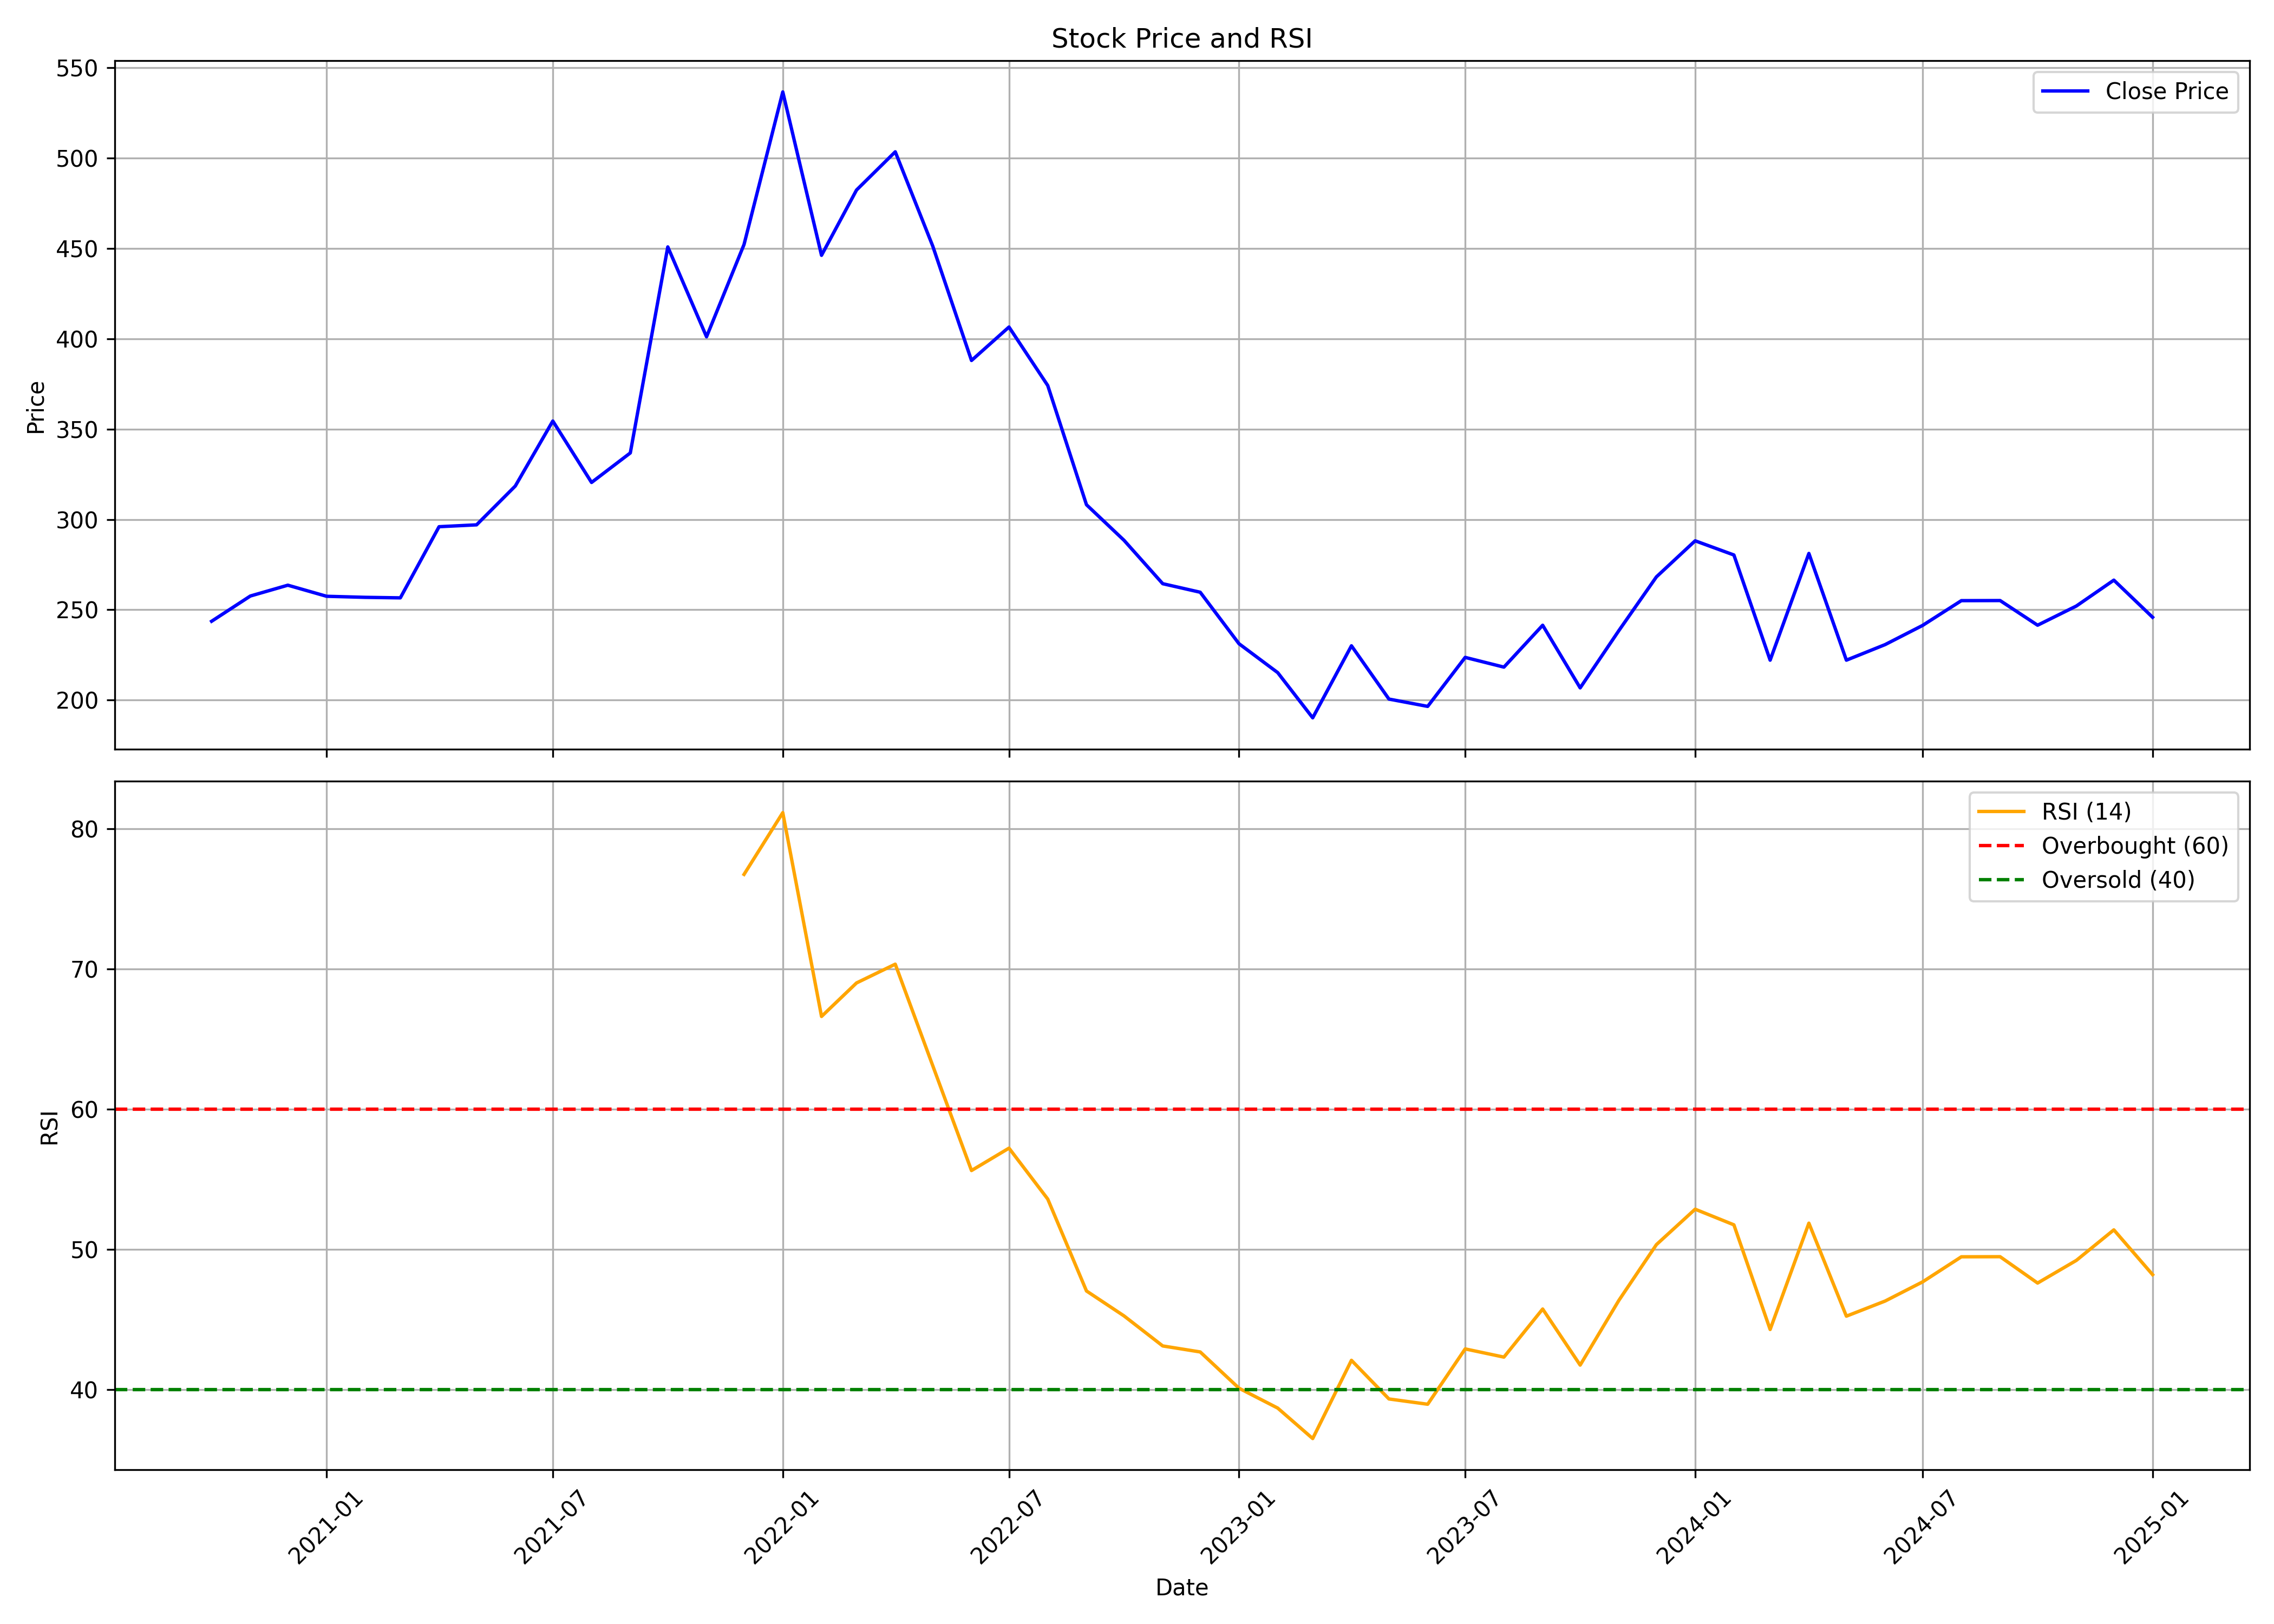 Stock Price and RSI
550
500
450
400
350
300
250
200
Price
Close Price
80
70
60
50
40
RSI
RSI (14)
Overbought (60)
Oversold (40)
2021-01
2021-07
2022-01
2022-07
2023-01
2023-07
2024-01
2024-07
2025-01
Date